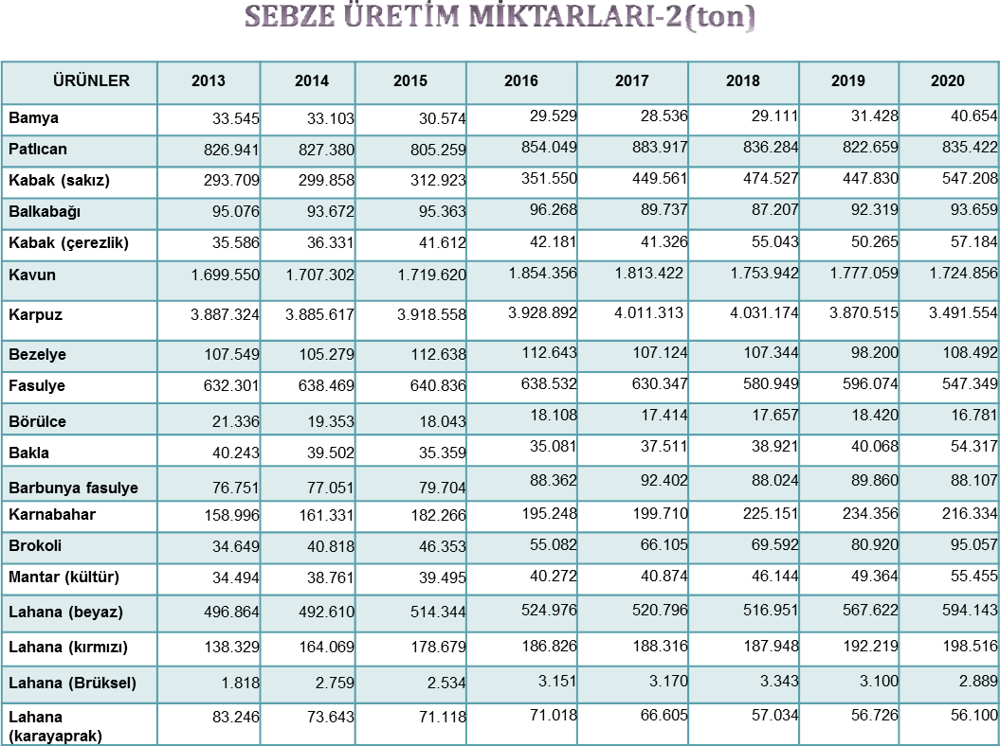 SEBZE ÜRETİM MİKTARLARI-2(ton)
ÜRÜNLER 2013 2014 2015 2016 2017 2018 2019 2020
Bamya 33.545 33.103 30.574 29.529 28.536 29.111 31.428 40.654
Patlıcan 826.941 827.380 805.259 854.049 883.917 836.284 822.659 835.422
Kabak (sakız) 293.709 299.858 312.923 351.550 449.561 474.527 447.830 547.208
Balkabağı 95.076 93.672 95.363 96.268 89.737 87.207 92.319 93.659
Kabak (çerezlik) 35.586 36.331 41.612 42.181 41.326 55.043 50.265 57.184
Kavun 1.699.550 1.707.302 1.719.620 1.854.356 1.813.422 1.753.942 1.777.059 1.724.856
Karpuz 3.887.324 3.885.617 3.918.558 3.928.892 4.011.313 4.031.174 3.870.515 3.491.554
Bezelye 107.549 105.279 112.638 112.643 107.124 107.344 98.200 108.492
Fasulye 632.301 638.469 640.836 638.532 630.347 580.949 596.074 547.349
Börülce 21.336 19.353 18.043 18.108 17.414 17.657 18.420 16.781
Bakla 40.243 39.502 35.359 35.081 37.511 38.921 40.068 54.317
Barbunya fasulye 76.751 77.051 79.704 88.362 92.402 88.024 89.860 88.107
Karnabahar 158.996 161.331 182.266 195.248 199.710 225.151 234.356 216.334
Brokoli 34.649 40.818 46.353 55.082 66.105 69.592 80.920 95.057
Mantar (kültür) 34.494 38.761 39.495 40.272 40.874 46.144 49.364 55.455
Lahana (beyaz) 496.864 492.610 514.344 524.976 520.796 516.951 567.622 594.143
Lahana (kırmızı) 138.329 164.069 178.679 186.826 188.316 187.948 192.219 198.516
Lahana (Brüksel) 1.818 2.759 2.534 3.151 3.170 3.343 3.100 2.889
Lahana 83.246 73.643 71.118 71.018 66.605 57.034 56.726 56.100
(karayaprak)